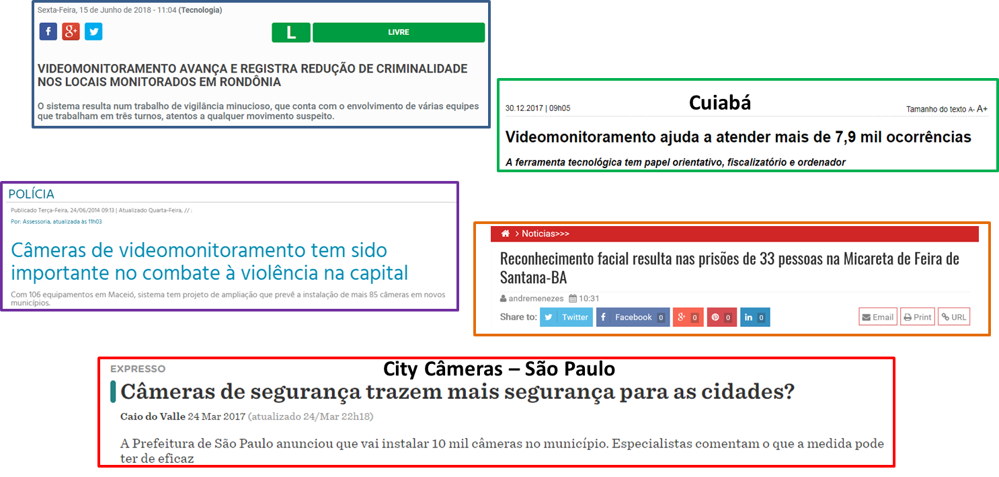 Sexta-Feira, 15 de Junho de 2018 - 11:04 (Tecnologia)
f g+
L LIVRE
VIDEOMONITORAMENTO AVANÇA E REGISTRA REDUÇÃO DE CRIMINALIDADE
NOS LOCAIS MONITORADOS EM RONDÔNIA
O sistema resulta num trabalho de vigilância minucioso, que conta com o envolvimento de várias equipes
que trabalham em três turnos, atentos a qualquer movimento suspeito.
Cuiabá
30.12.2017 | 09h05 Tamanho do texto A- A+
Videomonitoramento ajuda a atender mais de 7,9 mil ocorrências
A ferramenta tecnológica tem papel orientativo, fiscalizatório e ordenador
POLÍCIA
Publicado Terça-Feira, 24/06/2014 09:13 | Atualizado Quarta-Feira, // :
Por: Assessoria, atualizada às 11h03
Câmeras de videomonitoramento tem sido
importante no combate à violência na capital
Com 106 equipamentos em Maceió, sistema tem projeto de ampliação que prevê a instalação de mais 85 câmeras em novos
municípios.
> Noticias>>>
Reconhecimento facial resulta nas prisões de 33 pessoas na Micareta de Feira de
Santana-BA
andremenezes 10:31
Share to: Twitter f Facebook 0 g+ 0 0 in 0 Email Print URL
City Câmeras – São Paulo
EXPRESSO
Câmeras de segurança trazem mais segurança para as cidades?
Caio do Valle 24 Mar 2017 (atualizado 24/Mar 22h18)
A Prefeitura de São Paulo anunciou que vai instalar 10 mil câmeras no município. Especialistas comentam o que a medida pode
ter de eficaz